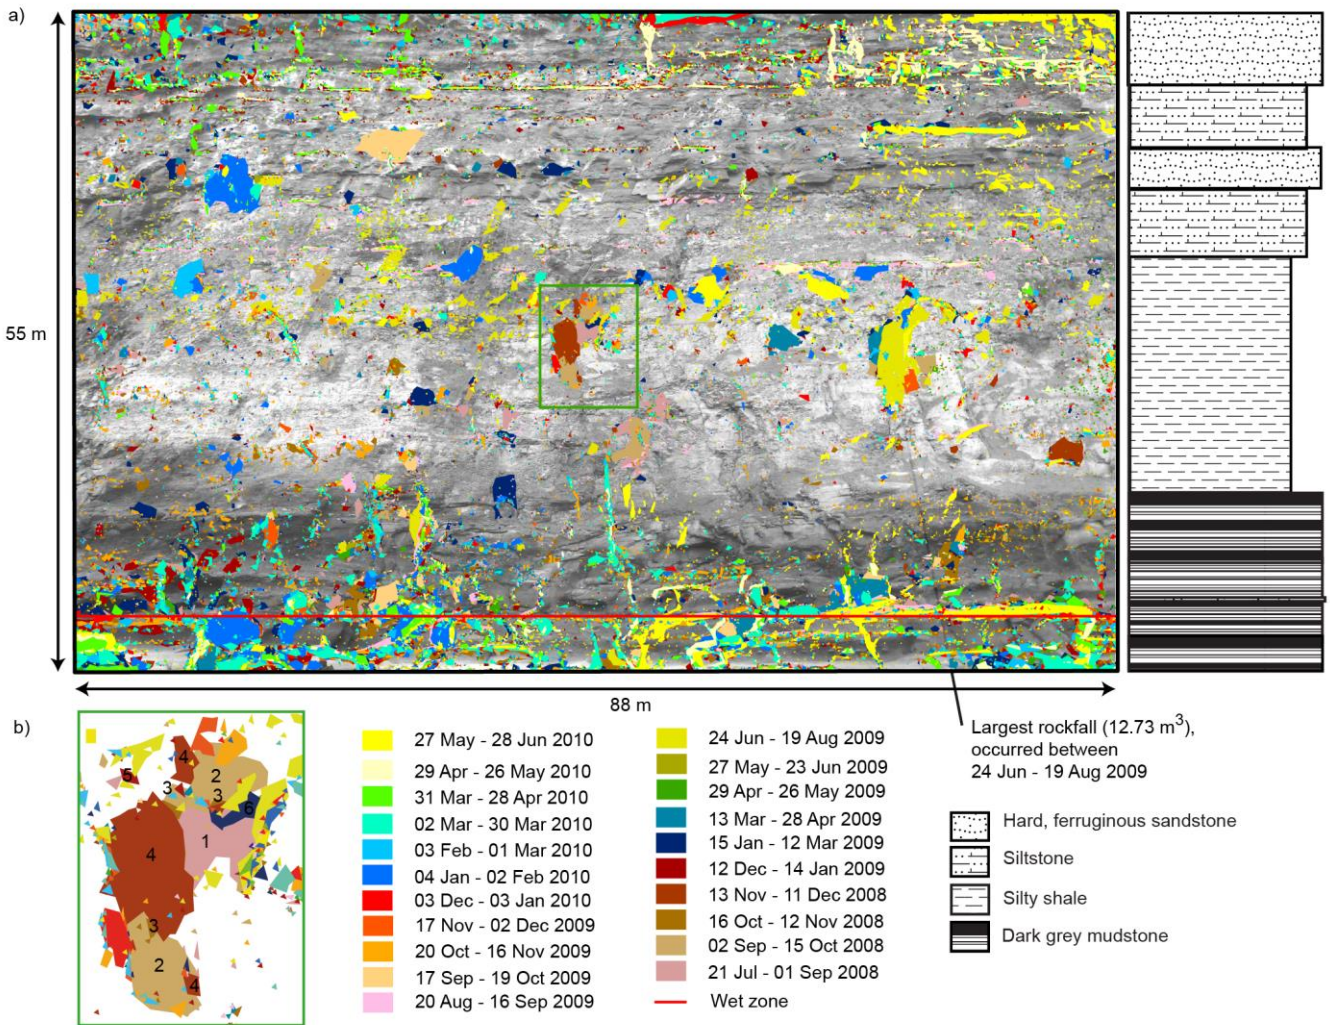 a)
55 m
88 m
Largest rockfall (12.73 m³),
occurred between
24 Jun - 19 Aug 2009
b)
4
2
5
3
3
6
4
1
3
2
4
27 May - 28 Jun 2010
29 Apr - 26 May 2010
31 Mar - 28 Apr 2010
02 Mar - 30 Mar 2010
03 Feb - 01 Mar 2010
04 Jan - 02 Feb 2010
03 Dec - 03 Jan 2010
17 Nov - 02 Dec 2009
20 Oct - 16 Nov 2009
17 Sep - 19 Oct 2009
20 Aug - 16 Sep 2009
24 Jun - 19 Aug 2009
27 May - 23 Jun 2009
29 Apr - 26 May 2009
13 Mar - 28 Apr 2009
15 Jan - 12 Mar 2009
12 Dec - 14 Jan 2009
13 Nov - 11 Dec 2008
16 Oct - 12 Nov 2008
02 Sep - 15 Oct 2008
21 Jul - 01 Sep 2008
Wet zone
Hard, ferruginous sandstone
Siltstone
Silty shale
Dark grey mudstone